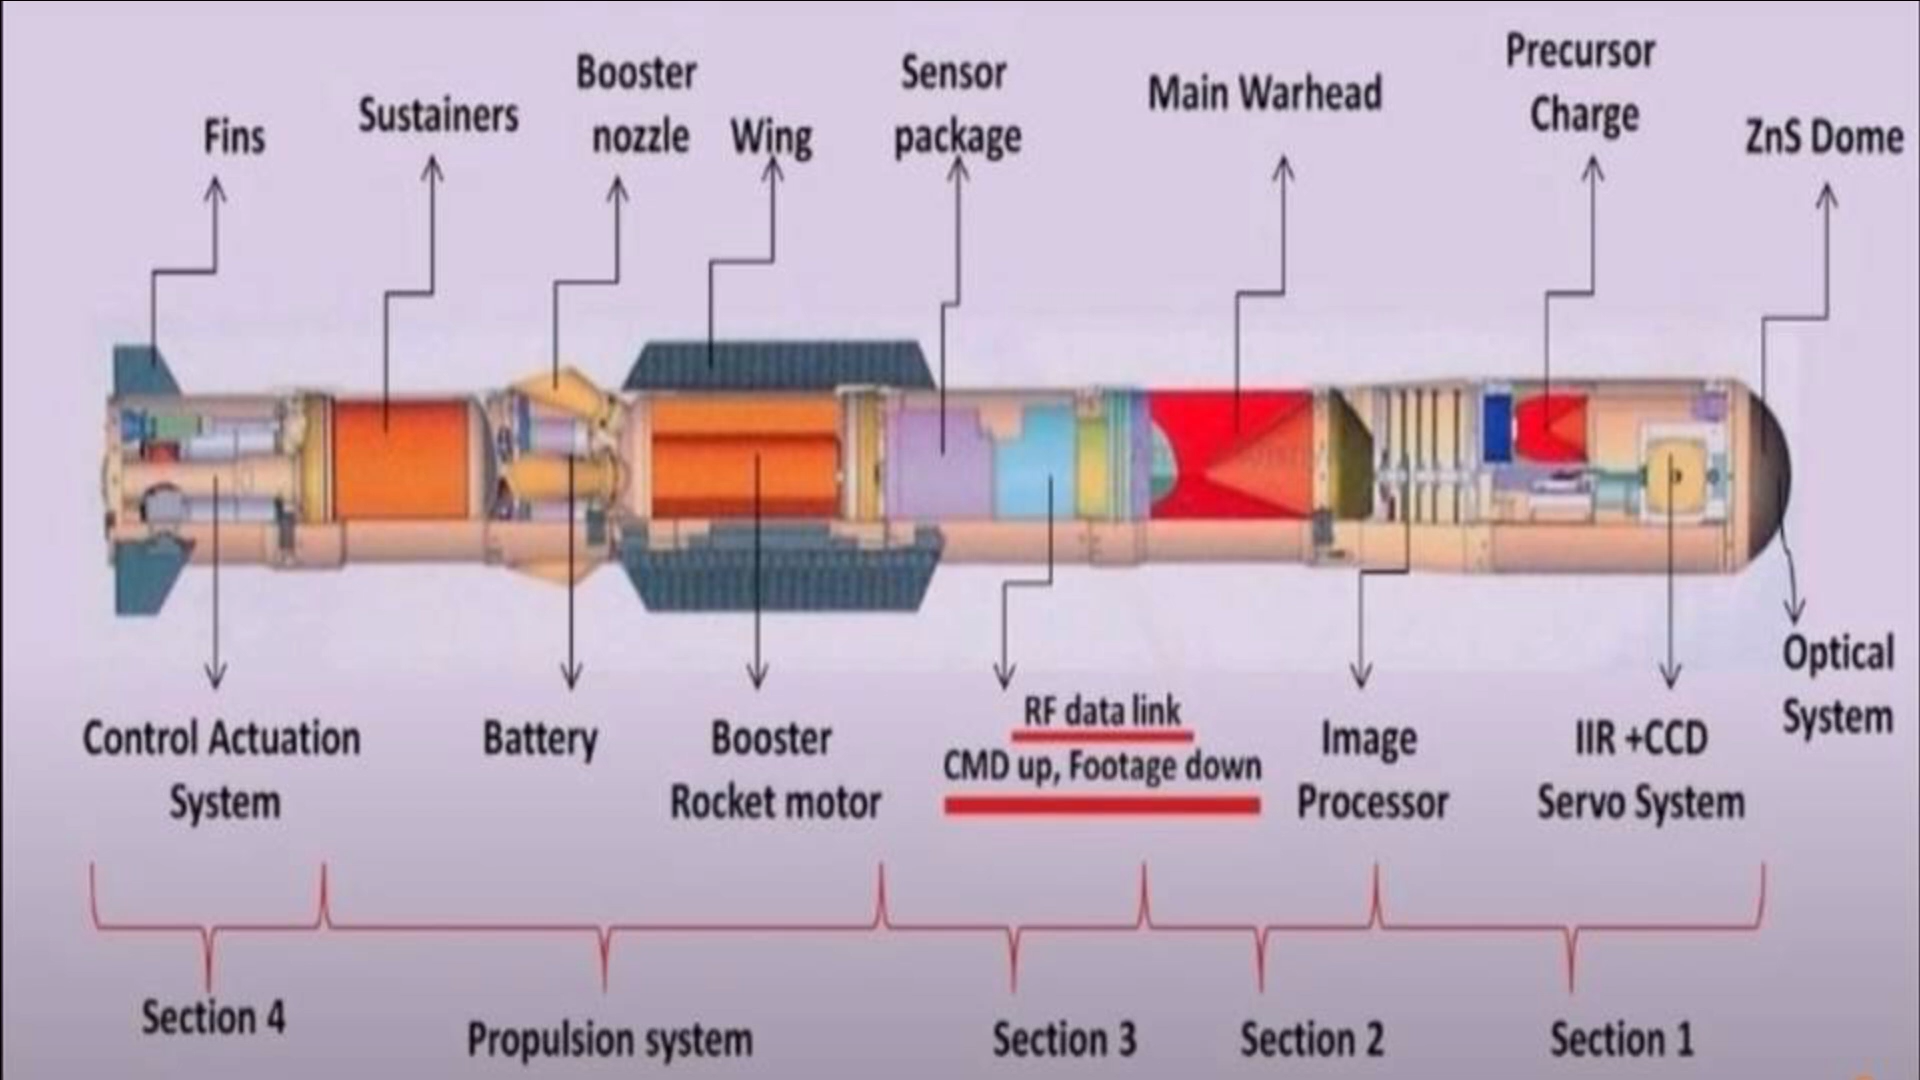 Fins
Sustainers
Booster
nozzle
Wing
Sensor
package
Main Warhead
Precursor
Charge
ZnS Dome
Control Actuation
System
Battery
Booster
Rocket motor
RF data link
CMD up, Footage down
Image
Processor
IIR +CCD
Servo System
Optical
System
Section 4
Propulsion system
Section 3
Section 2
Section 1